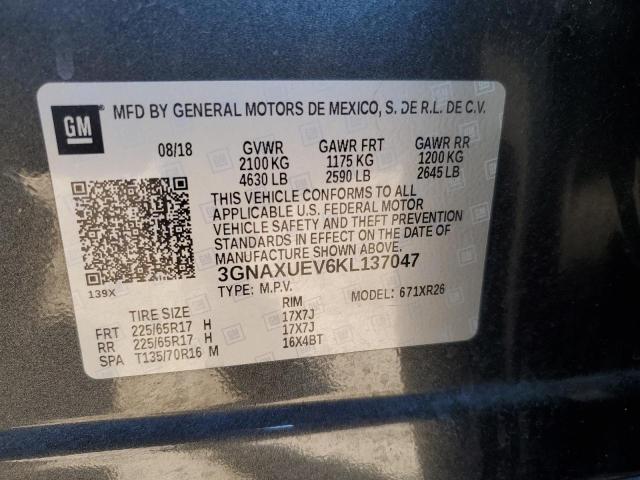 GM
MFD BY GENERAL MOTORS DE MEXICO, S. DE R.L. DE C.V.
08/18 GVWR GAWR FRT GAWR RR
2100 KG 1175 KG 1200 KG
4630 LB 2590 LB 2645 LB
THIS VEHICLE CONFORMS TO ALL
APPLICABLE U.S. FEDERAL MOTOR
VEHICLE SAFETY AND THEFT PREVENTION
STANDARDS IN EFFECT ON THE DATE OF
MANUFACTURE SHOWN ABOVE.
3GNAXUEV6KL137047
139X
TYPE: M.P.V. MODEL: 671XR26
TIRE SIZE RIM
FRT 225/65R17 H 17X7J
RR 225/65R17 H 17X7J
SPA T135/70R16 M 16X4BT